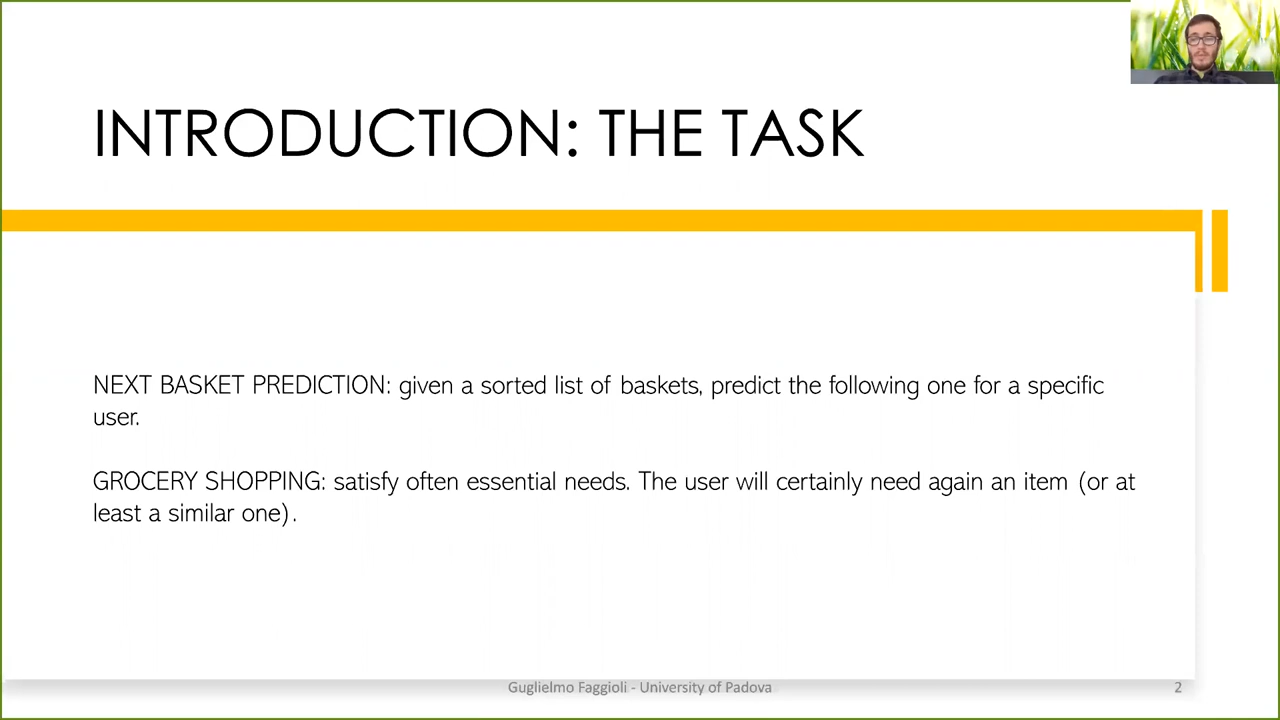 INTRODUCTION: THE TASK
NEXT BASKET PREDICTION: given a sorted list of baskets, predict the following one for a specific
user.
GROCERY SHOPPING: satisfy often essential needs. The user will certainly need again an item (or at
least a similar one).
Guglielmo Faggioli - University of Padova
2